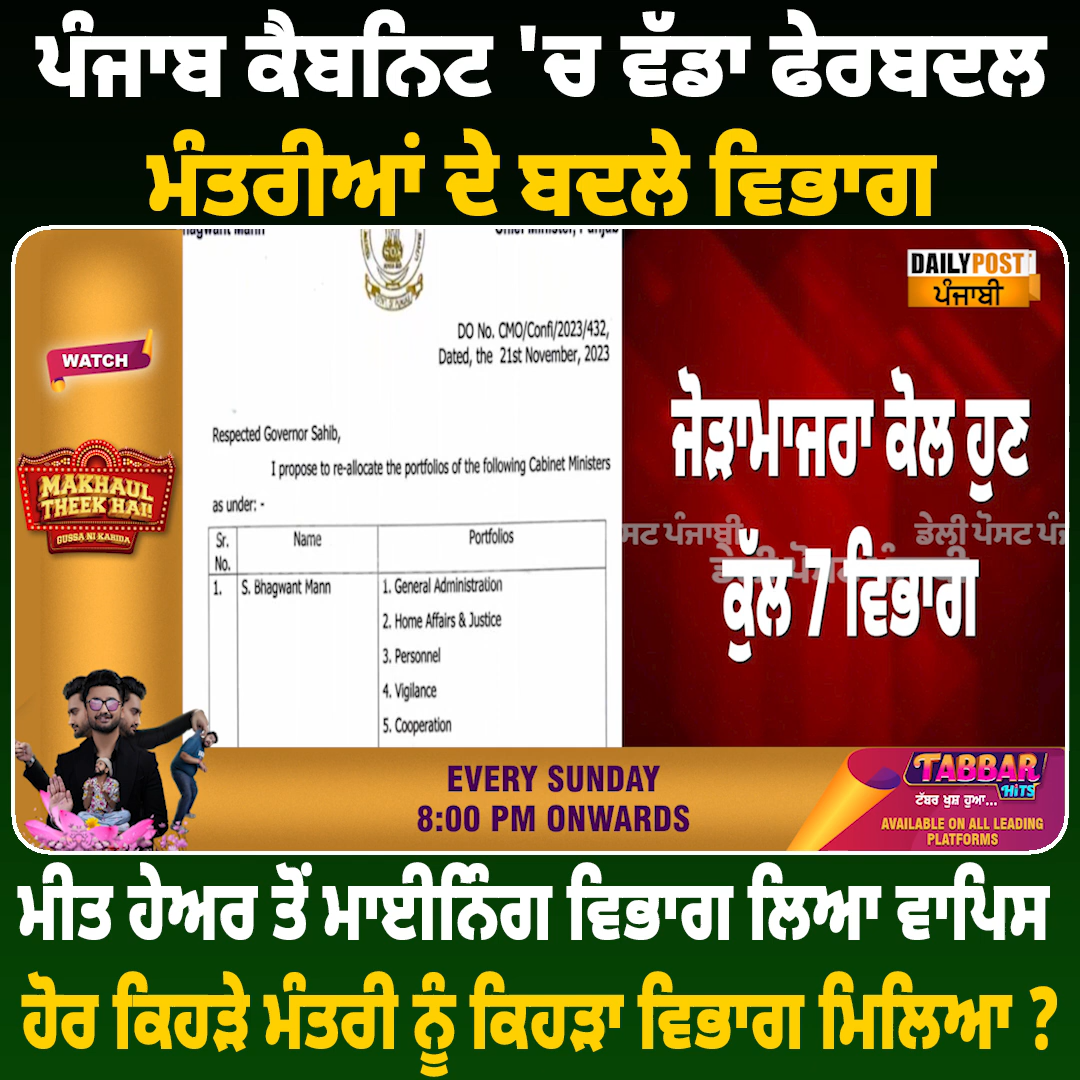 ਪੰਜਾਬ ਕੈਬਨਿਟ 'ਚ ਵੱਡਾ ਫੇਰਬਦਲ
ਮੰਤਰੀਆਂ ਦੇ ਬਦਲੇ ਵਿਭਾਗ
DAILYPOST
ਪੰਜਾਬੀ
DO No. CMO/Confi/2023/432,
Dated, the 21st November, 2023
Respected Governor Sahib,
I propose to re-allocate the portfolios of the following Cabinet Ministers
as under: -
Sr. No. Name Portfolios
1. S. Bhagwant Mann 1. General Administration
2. Home Affairs & Justice
3. Personnel
4. Vigilance
5. Cooperation
WATCH
MAKHAUL
THEEK HAI!
GUSSA NI KARIDA
ਜੋੜਾਮਾਜਰਾ ਕੋਲ ਹੁਣ
ਕੁੱਲ 7 ਵਿਭਾਗ
ਡੇਲੀ ਪੋਸਟ
EVERY SUNDAY
8:00 PM ONWARDS
TABBAR
HiTS
ਟੱਬਰ ਖੁਸ਼ ਹੁਆ...
AVAILABLE ON ALL LEADING
PLATFORMS
ਮੀਤ ਹੇਅਰ ਤੋਂ ਮਾਈਨਿੰਗ ਵਿਭਾਗ ਲਿਆ ਵਾਪਿਸ
ਹੋਰ ਕਿਹੜੇ ਮੰਤਰੀ ਨੂੰ ਕਿਹੜਾ ਵਿਭਾਗ ਮਿਲਿਆ ?